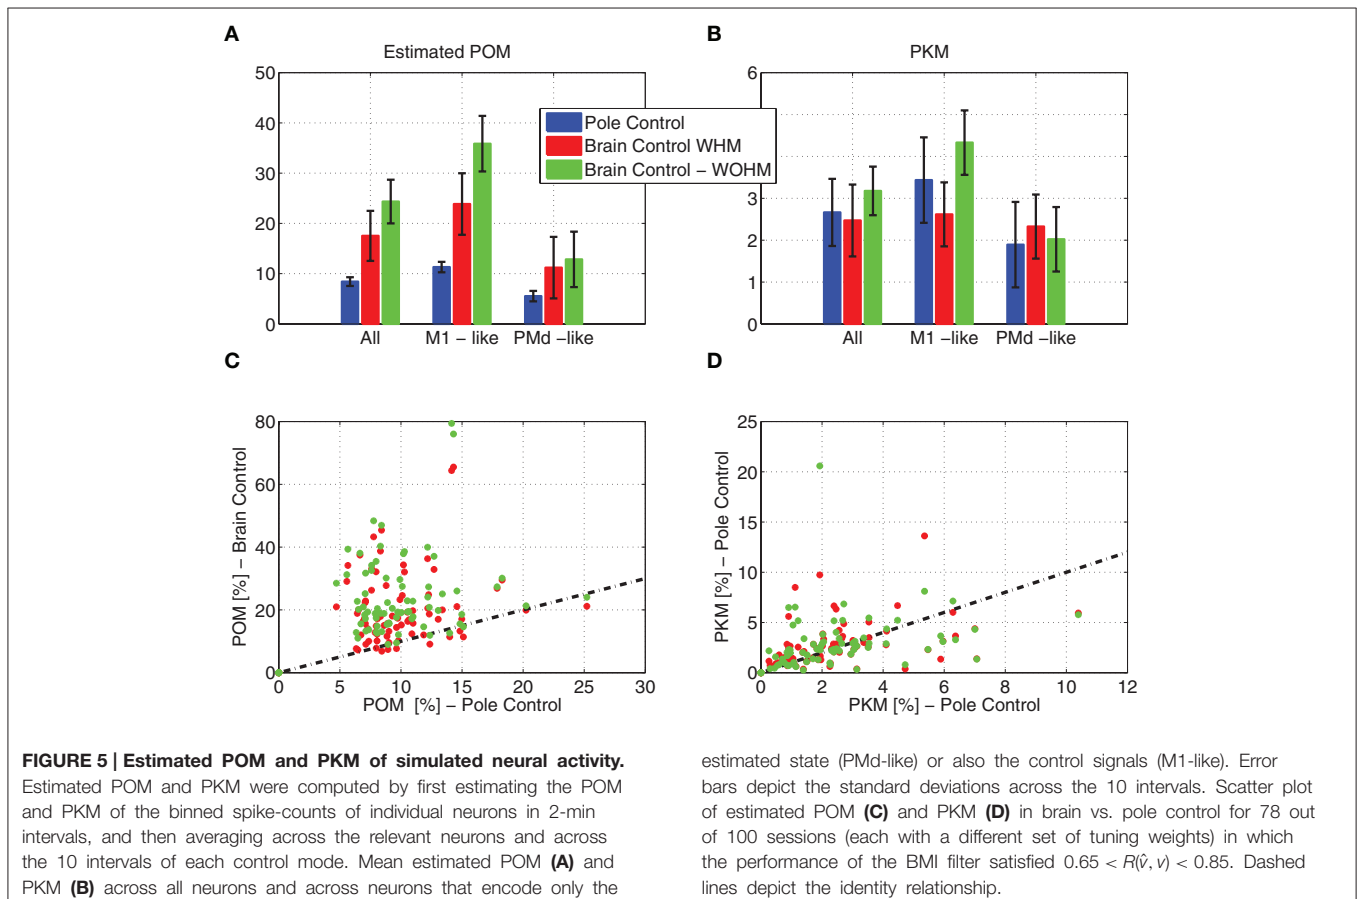 A
Estimated POM
50
40
30
20
10
0
All
M1 – like
PMd –like
B
PKM
6
3
2
1
0
All
M1 –like
PMd –like
Pole Control
Brain Control WHM
Brain Control – WOHM
C
POM [%] – Brain Control
80
60
40
20
0
0 5 10 15 20 25 30
POM [%] – Pole Control
D
PKM [%] – Pole Control
25
20
15
10
5
0
0 2 4 6 8 10 12
PKM [%] – Pole Control
FIGURE 5 | Estimated POM and PKM of simulated neural activity.
Estimated POM and PKM were computed by first estimating the POM
and PKM of the binned spike-counts of individual neurons in 2-min
intervals, and then averaging across the relevant neurons and across
the 10 intervals of each control mode. Mean estimated POM (A) and
PKM (B) across all neurons and across neurons that encode only the
estimated state (PMd-like) or also the control signals (M1-like). Error
bars depict the standard deviations across the 10 intervals. Scatter plot
of estimated POM (C) and PKM (D) in brain vs. pole control for 78 out
of 100 sessions (each with a different set of tuning weights) in which
the performance of the BMI filter satisfied 0.65 < R(v̂, v) < 0.85. Dashed
lines depict the identity relationship.